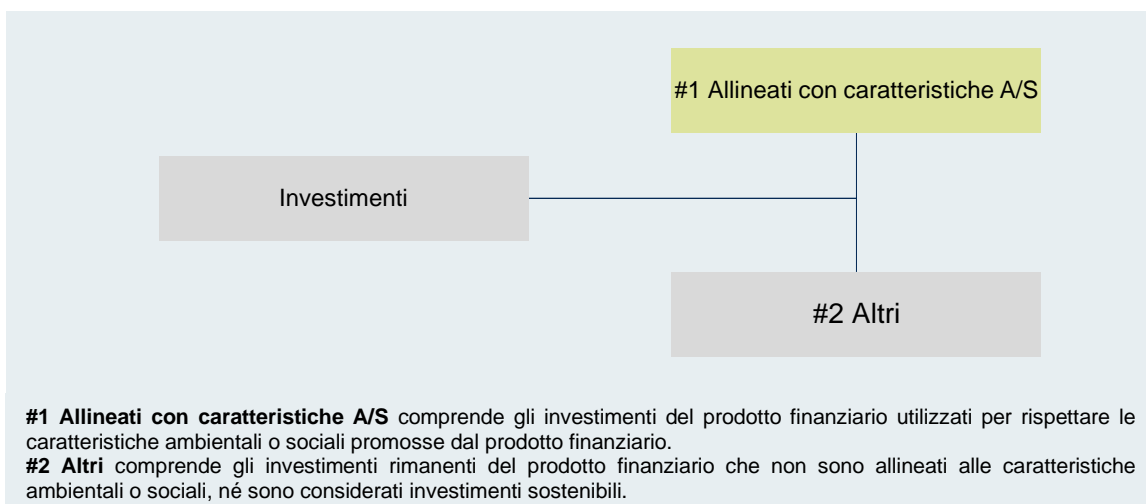 #1 Allineati con caratteristiche A/S
Investimenti
#2 Altri
#1 Allineati con caratteristiche A/S comprende gli investimenti del prodotto finanziario utilizzati per rispettare le
caratteristiche ambientali o sociali promosse dal prodotto finanziario.
#2 Altri comprende gli investimenti rimanenti del prodotto finanziario che non sono allineati alle caratteristiche
ambientali o sociali, né sono considerati investimenti sostenibili.